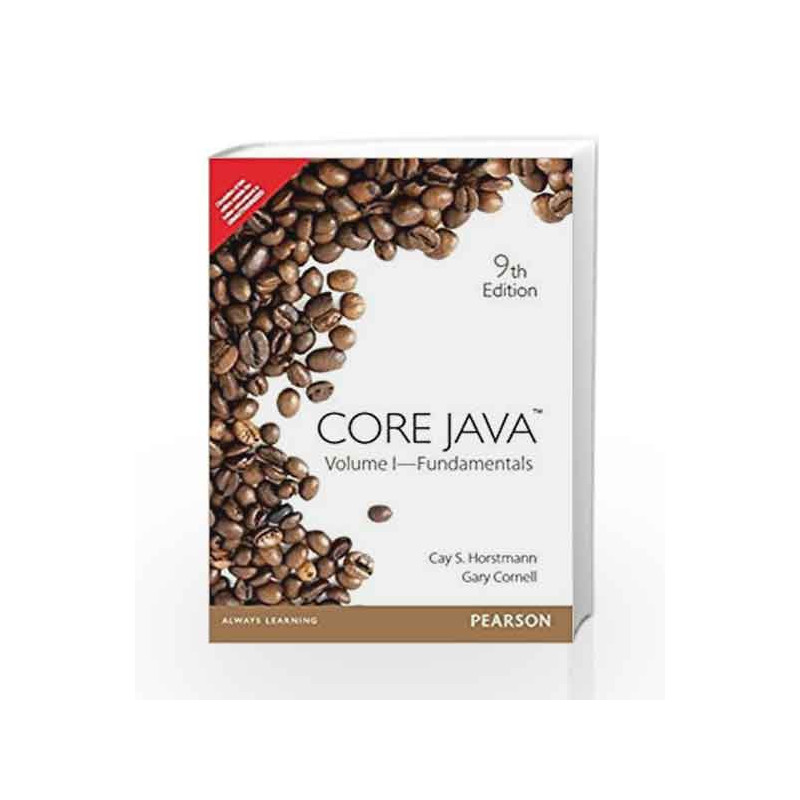 9th
Edition
CORE JAVA™
Volume I—Fundamentals
Cay S. Horstmann
Gary Cornell
ALWAYS LEARNING
PEARSON